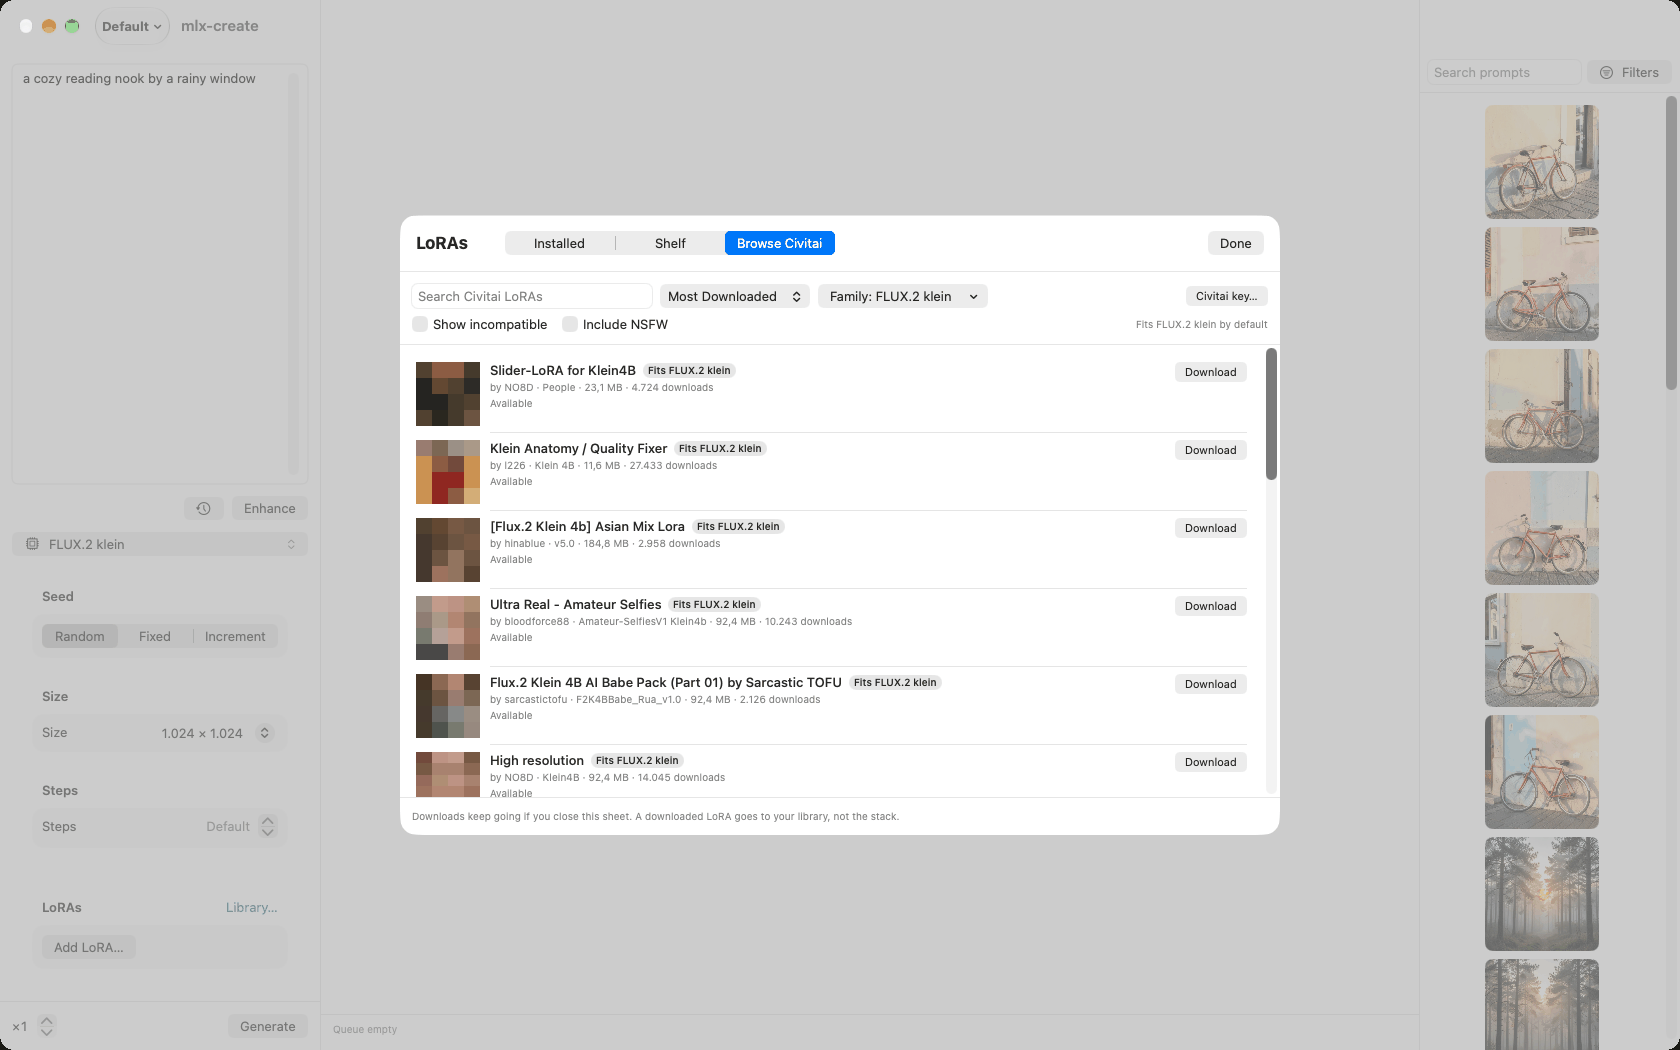 Default
mlx-create
a cozy reading nook by a rainy window
Enhance
FLUX.2 klein
Seed
Random
Fixed
Increment
Size
Size
1.024 × 1.024
Steps
Steps
Default
LoRAs
Library...
Add LoRA...
×1
Generate
LoRAs
Installed
Shelf
Browse Civitai
Done
Search Civitai LoRAs
Most Downloaded
Family: FLUX.2 klein
Civitai key...
Show incompatible
Include NSFW
Fits FLUX.2 klein by default
Slider-LoRA for Klein4B
Fits FLUX.2 klein
by NO8D · People · 23,1 MB · 4.724 downloads
Available
Download
Klein Anatomy / Quality Fixer
Fits FLUX.2 klein
by l226 · Klein 4B · 11,6 MB · 27.433 downloads
Available
Download
[Flux.2 Klein 4b] Asian Mix Lora
Fits FLUX.2 klein
by hinablue · v5.0 · 184,8 MB · 2.958 downloads
Available
Download
Ultra Real - Amateur Selfies
Fits FLUX.2 klein
by bloodforce88 · Amateur-SelfiesV1 Klein4b · 92,4 MB · 10.243 downloads
Available
Download
Flux.2 Klein 4B AI Babe Pack (Part 01) by Sarcastic TOFU
Fits FLUX.2 klein
by sarcastictofu · F2K4BBabe_Rua_v1.0 · 92,4 MB · 2.126 downloads
Available
Download
High resolution
Fits FLUX.2 klein
by NO8D · Klein4B · 92,4 MB · 14.045 downloads
Available
Download
Downloads keep going if you close this sheet. A downloaded LoRA goes to your library, not the stack.
Queue empty
Search prompts
Filters